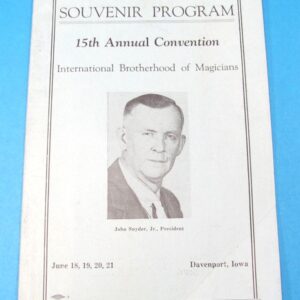 SOUVENIR PROGRAM
15th Annual Convention
International Brotherhood of Magicians
John Snyder, Jr., President
June 18, 19, 20, 21
Davenport, Iowa